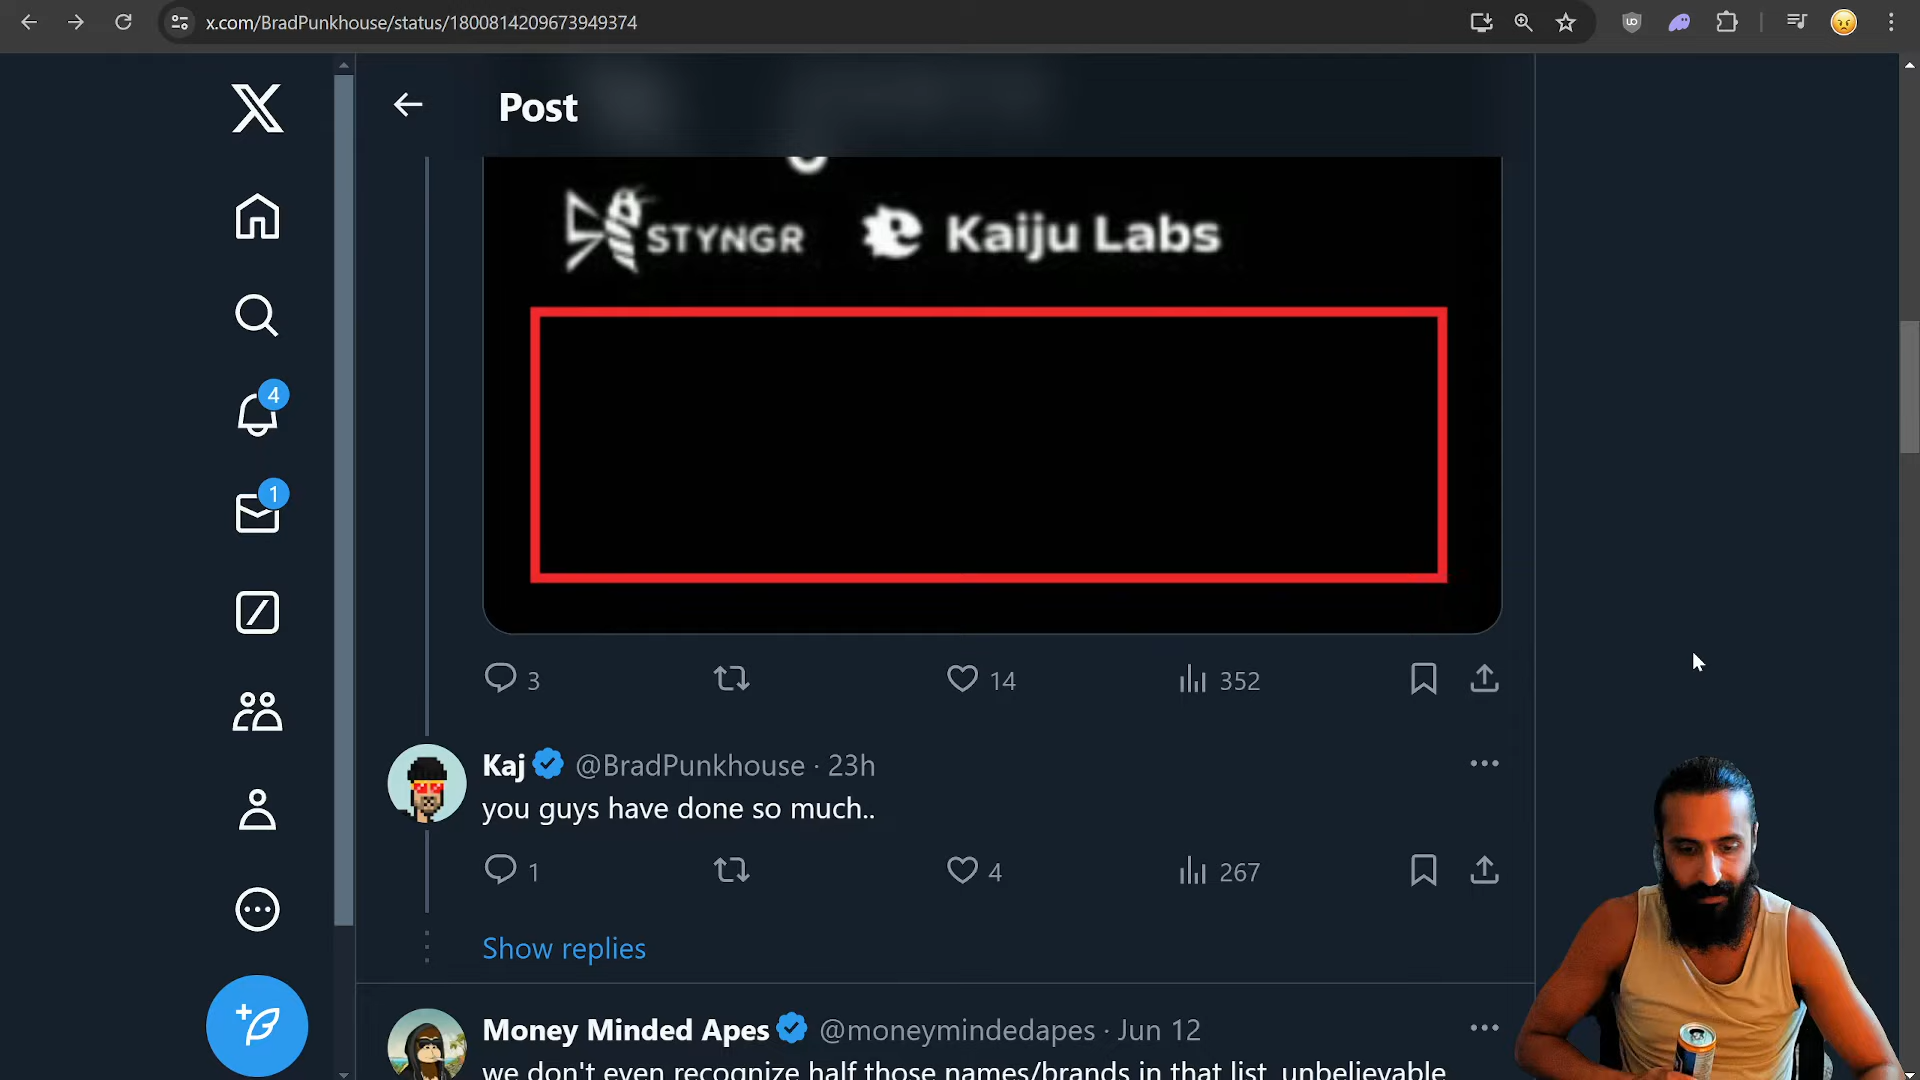 x.com/BradPunkhouse/status/1800814209673949374
Post
STYNGR Kaiju Labs
4
1
3 14 352
Kaj @BradPunkhouse · 23h
you guys have done so much..
1 4 267
Show replies
Money Minded Apes @moneymindedapes · Jun 12
we don't even recognize half those names/brands in that list, unbelievable